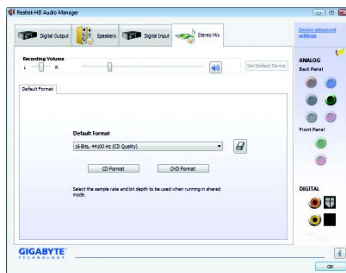 Realtek HD Audio Manager
Digital Output
Speakers
Digital Input
Stereo Mix
Device advanced settings
Recording Volume
L
R
Set Default Device
Default Format
Default Format
16 Bits, 44100 Hz (CD Quality)
CD Format
DVD Format
Select the sample rate and bit depth to be used when running in shared
mode.
ANALOG
Back Panel
Front Panel
DIGITAL
GIGABYTE
TECHNOLOGY
OK